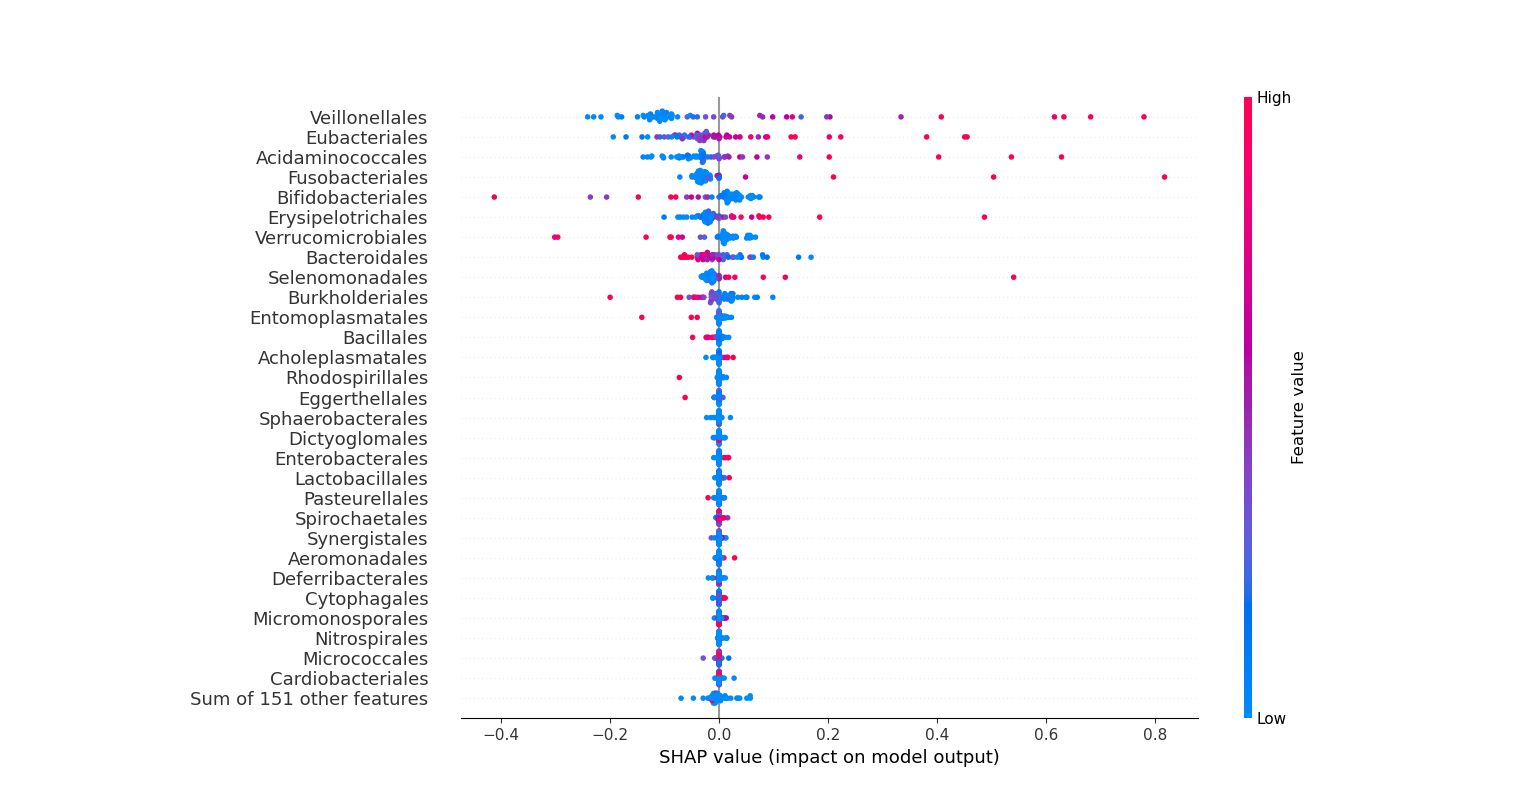 High
Veillonellales
Eubacteriales
Acidaminococcales
Fusobacteriales
Bifidobacteriales
Erysipelotrichales
Verrucomicrobiales
Bacteroidales
Selenomonadales
Burkholderiales
Entomoplasmatales
Bacillales
Acholeplasmatales
Rhodospirillales
Eggerthellales
Sphaerobacterales
Dictyoglomales
Enterobacterales
Lactobacillales
Pasteurellales
Spirochaetales
Synergistales
Aeromonadales
Deferribacterales
Cytophagales
Micromonosporales
Nitrospirales
Micrococcales
Cardiobacteriales
Sum of 151 other features
Feature value
Low
−0.4 −0.2 0.0 0.2 0.4 0.6 0.8
SHAP value (impact on model output)